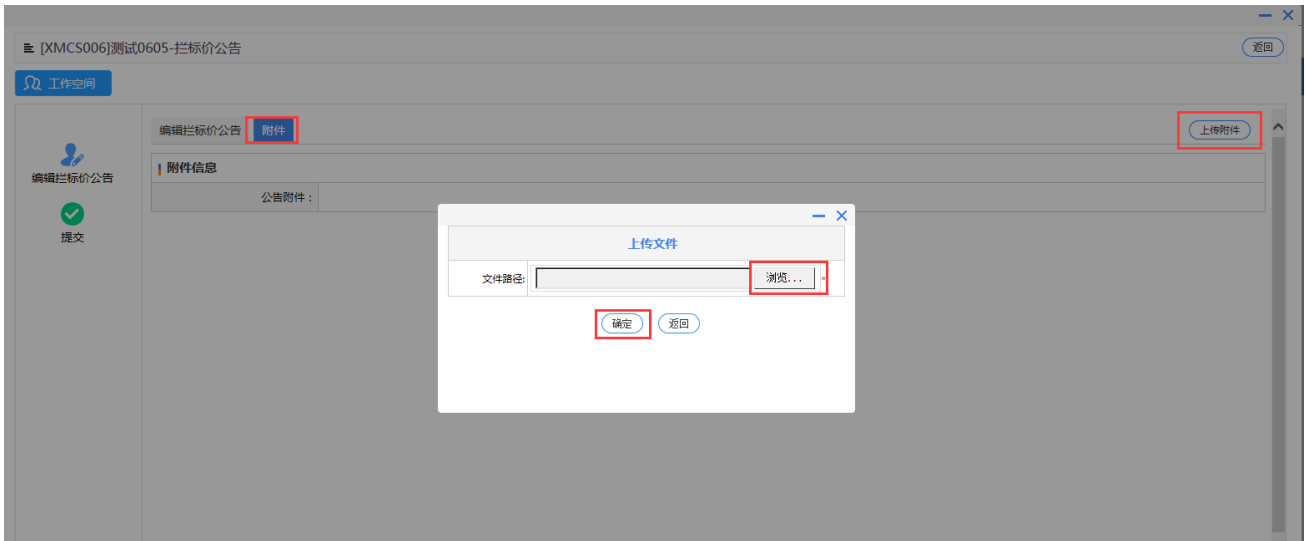 [XMCS006]测试0605-拦标价公告
返回
工作空间
编辑拦标价公告 附件 上传附件
附件信息
编辑拦标价公告
公告附件：
提交
上传文件
文件路径: 浏览... *
确定 返回